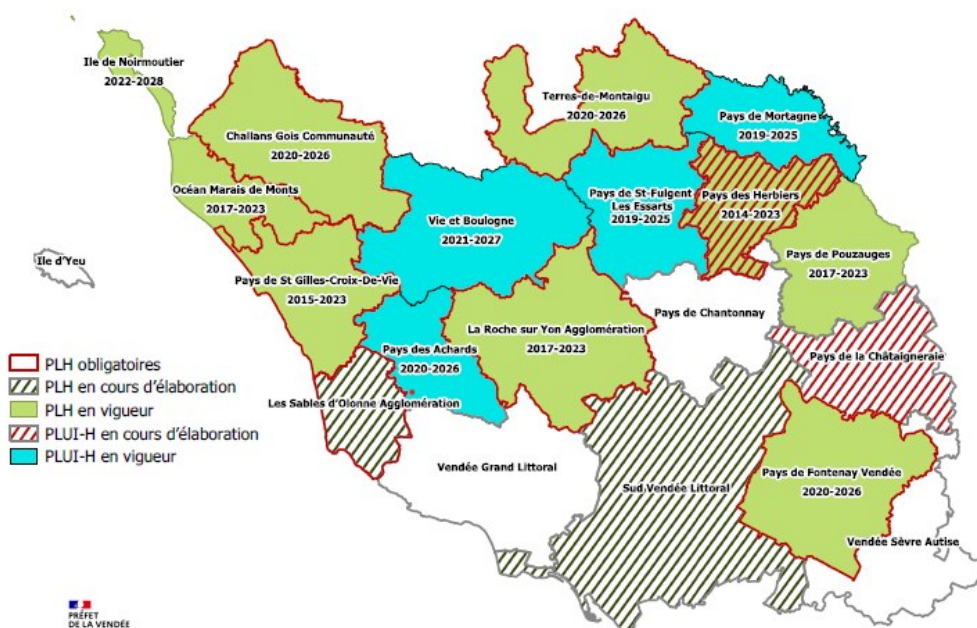 Ile de Noirmoutier
2022-2028
Terres-de-Montaigu
2020-2026
Pays de Mortagne
2019-2025
Challans Gois Communauté
2020-2026
Océan Marais de Monts
2017-2023
Pays de St-Fulgent
Les Essarts
2019-2025
Pays des Herbiers
2014-2023
Vie et Boulogne
2021-2027
Ile d'Yeu
Pays de Pouzauges
2017-2023
Pays de St Gilles-Croix-De-Vie
2015-2023
Pays de Chantonnay
La Roche sur Yon Agglomération
2017-2023
Pays des Achards
2020-2026
Pays de la Châtaigneraie
PLH obligatoires
PLH en cours d'élaboration
PLH en vigueur
PLUI-H en cours d'élaboration
PLUI-H en vigueur
Les Sables d'Olonne Agglomération
Vendée Grand Littoral
Sud Vendée Littoral
Pays de Fontenay Vendée
2020-2026
Vendée Sèvre Autise
PRÉFET
DE LA VENDÉE